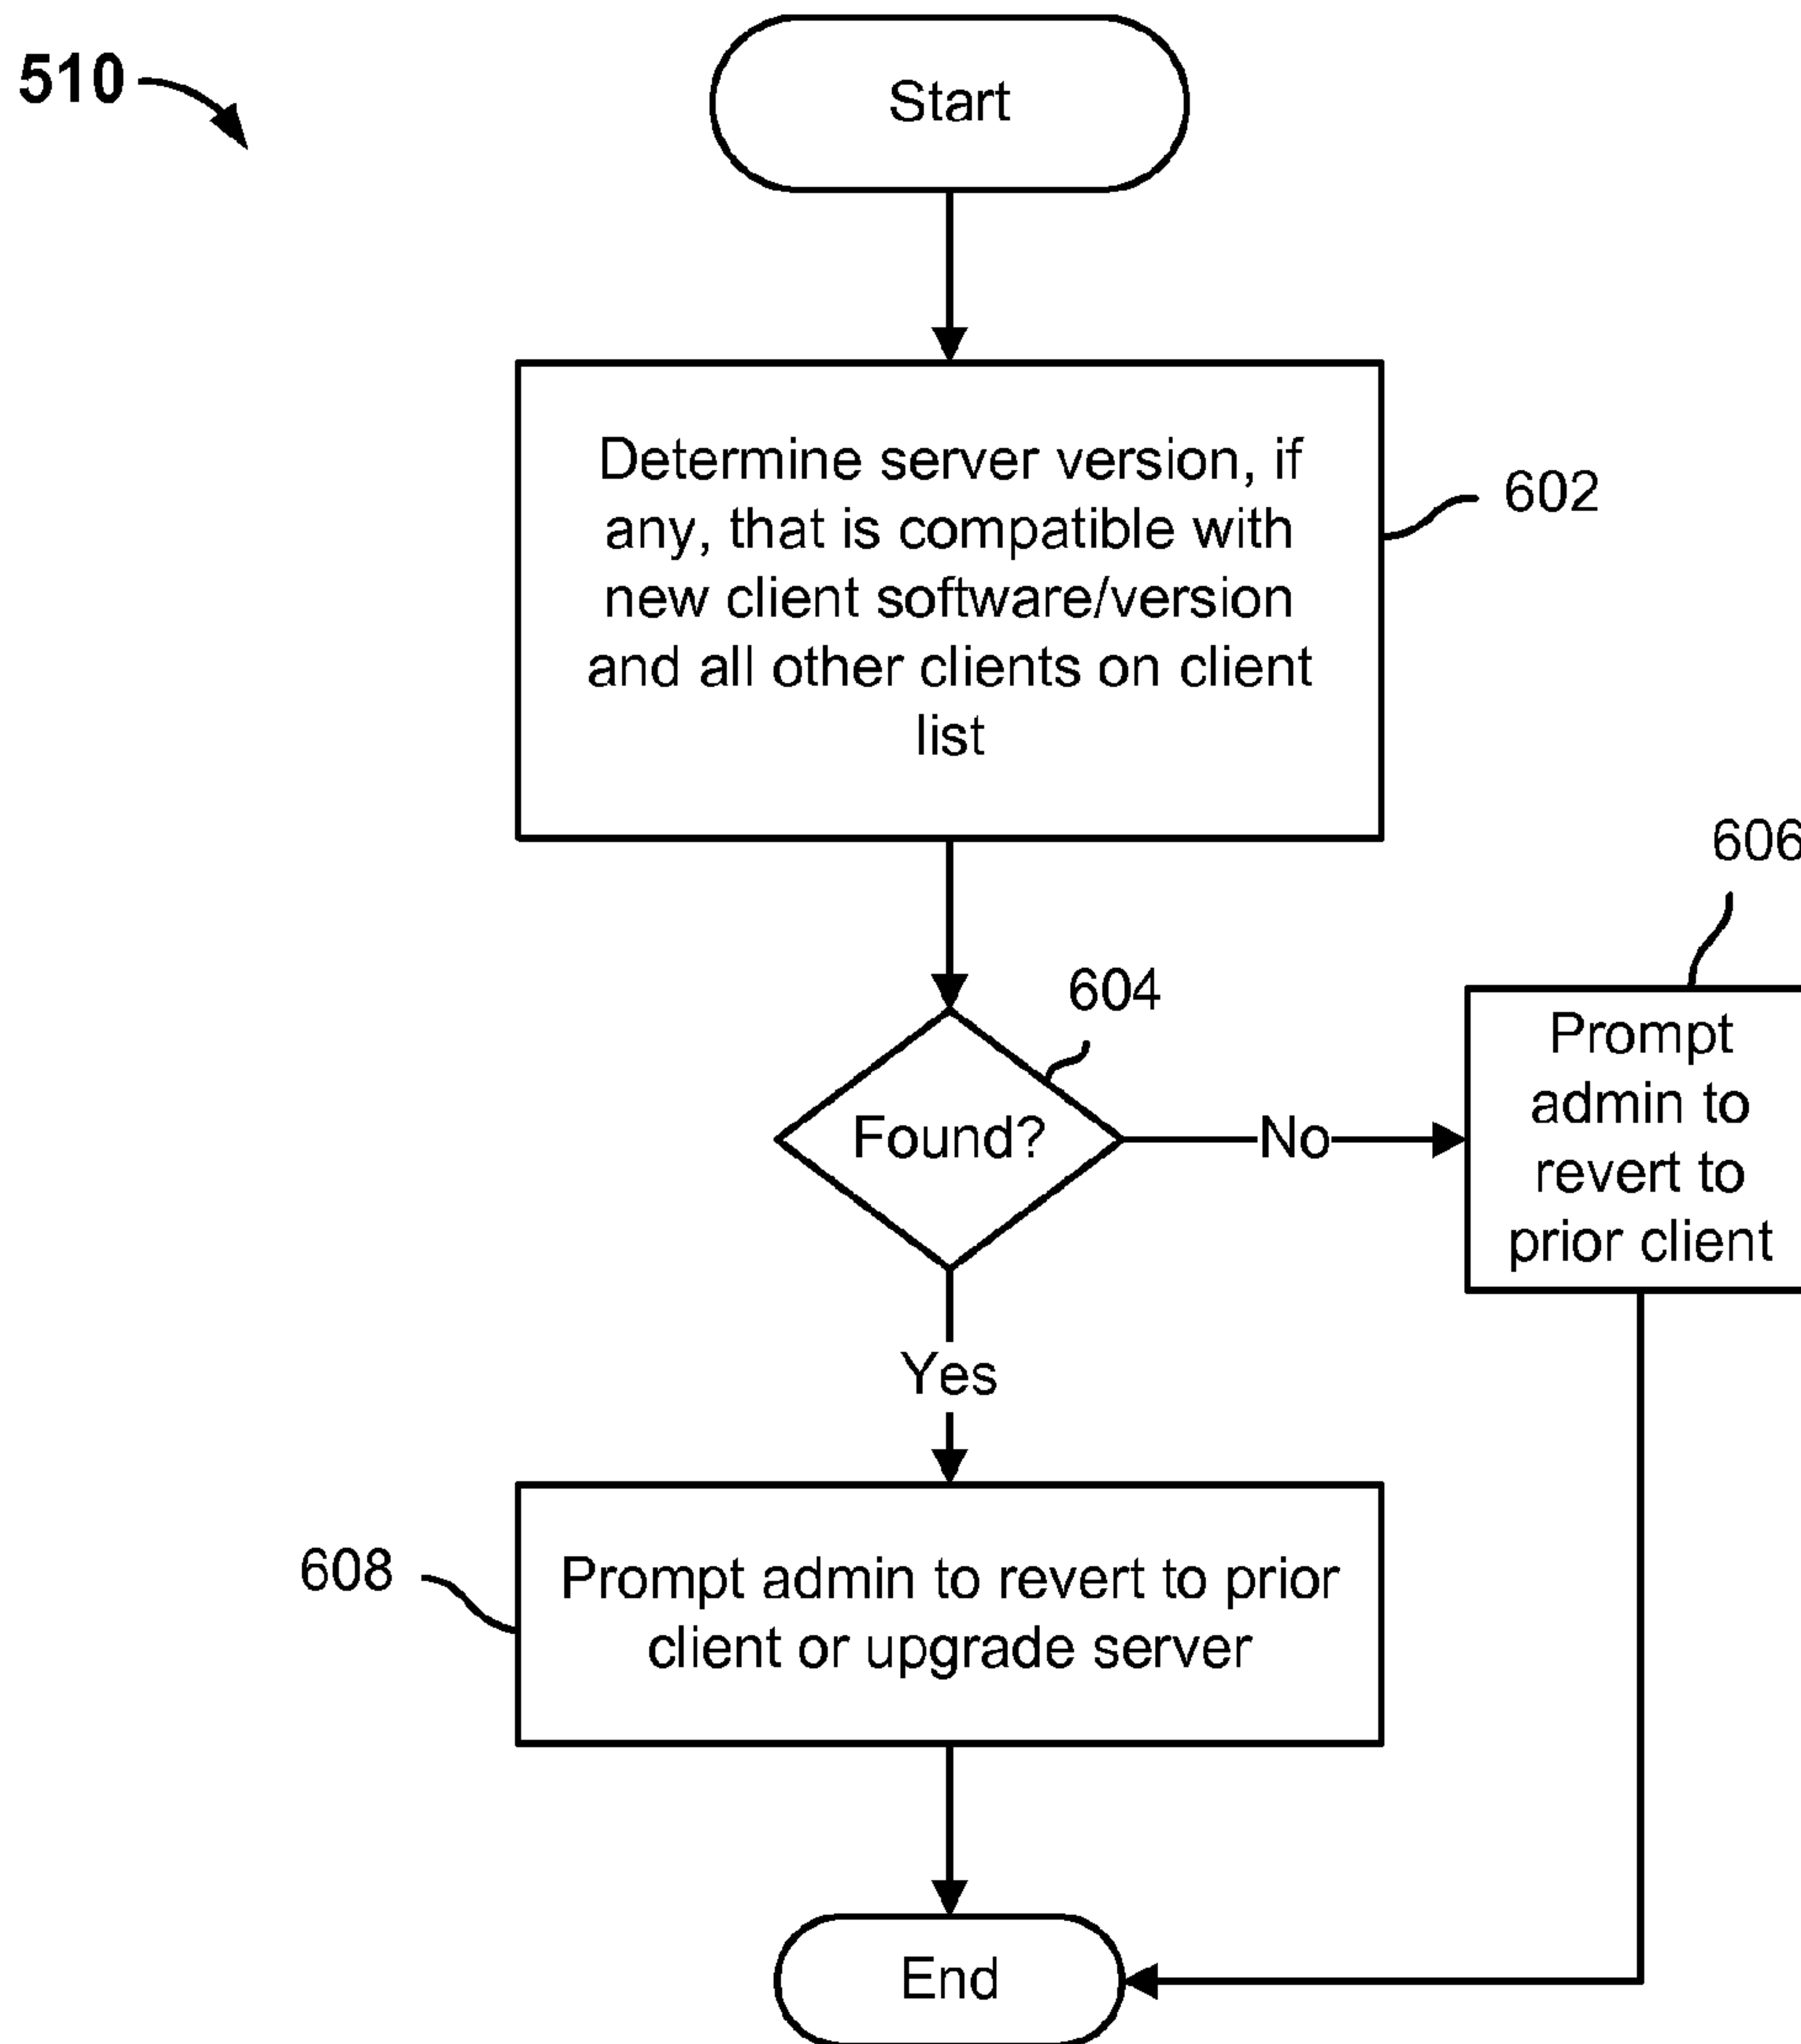 510
Start
Determine server version, if
any, that is compatible with
new client software/version
and all other clients on client
list
602
606
604
Found?
No
Prompt
admin to
revert to
prior client
Yes
608
Prompt admin to revert to prior
client or upgrade server
End